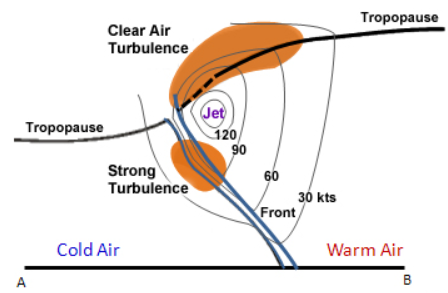 Tropopause
Clear Air
Turbulence
Jet
Tropopause
120
90
Strong
Turbulence
60
30 kts
Front
Cold Air
Warm Air
A
B